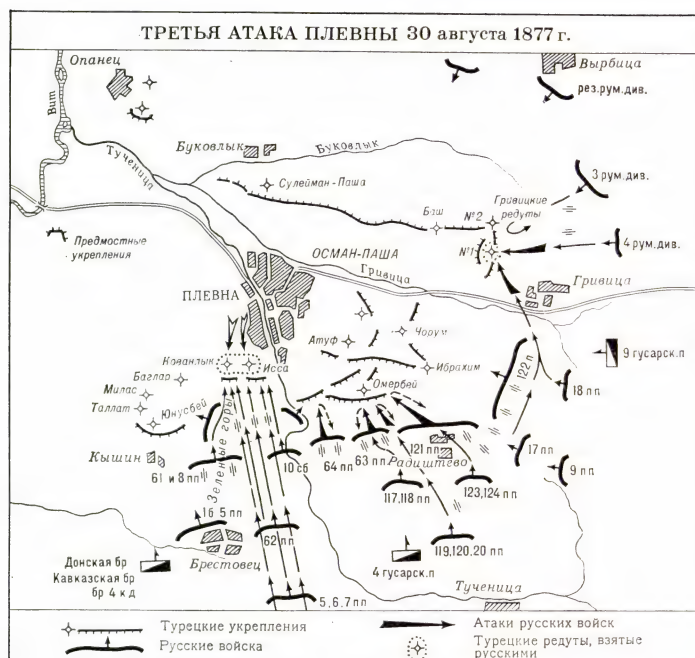 ТРЕТЬЯ АТАКА ПЛЕВНЫ 30 августа 1877 г.
Опанец
Вырбица
рез.рум.див.
Вит
Буковлык
Буковлык
Тученица
Сулейман-Паша
3 рум.див.
Баш
№2
Гривицкие
редуты
Предмостные
укрепления
ОСМАН-ПАША
№1
4 рум.див.
Гривица
Гривица
ПЛЕВНА
Чорум
Атуф
9 гусарск.п
Кованлык
Исса
Ибрахим
122 п
Баглар
Омербей
Милас
18 пп
Таллат
Юнусбей
Зеленые горы
Кышин
61 и 8 пп
10 сб
64 пп
63 пп
121 пп
Радиштево
17 пп
9 пп
117,118 пп
123,124 пп
1б 5 пп
62 пп
119,120,20 пп
Брестовец
Донская бр
Кавказская бр
бр 4 к д
4 гусарск.п
Тученица
5,6,7 пп
Турецкие укрепления
Русские войска
Атаки русских войск
Турецкие редуты, взятые
русскими